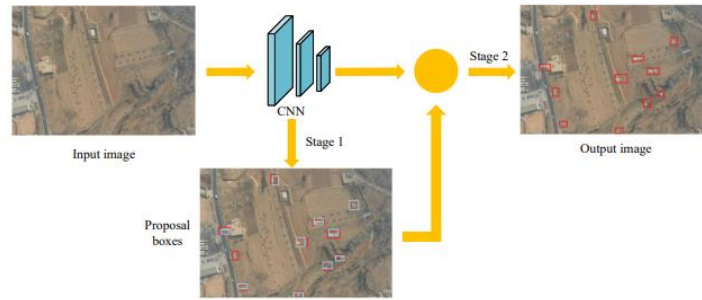 Stage 2
CNN
Stage 1
Input image
Output image
Proposal
boxes